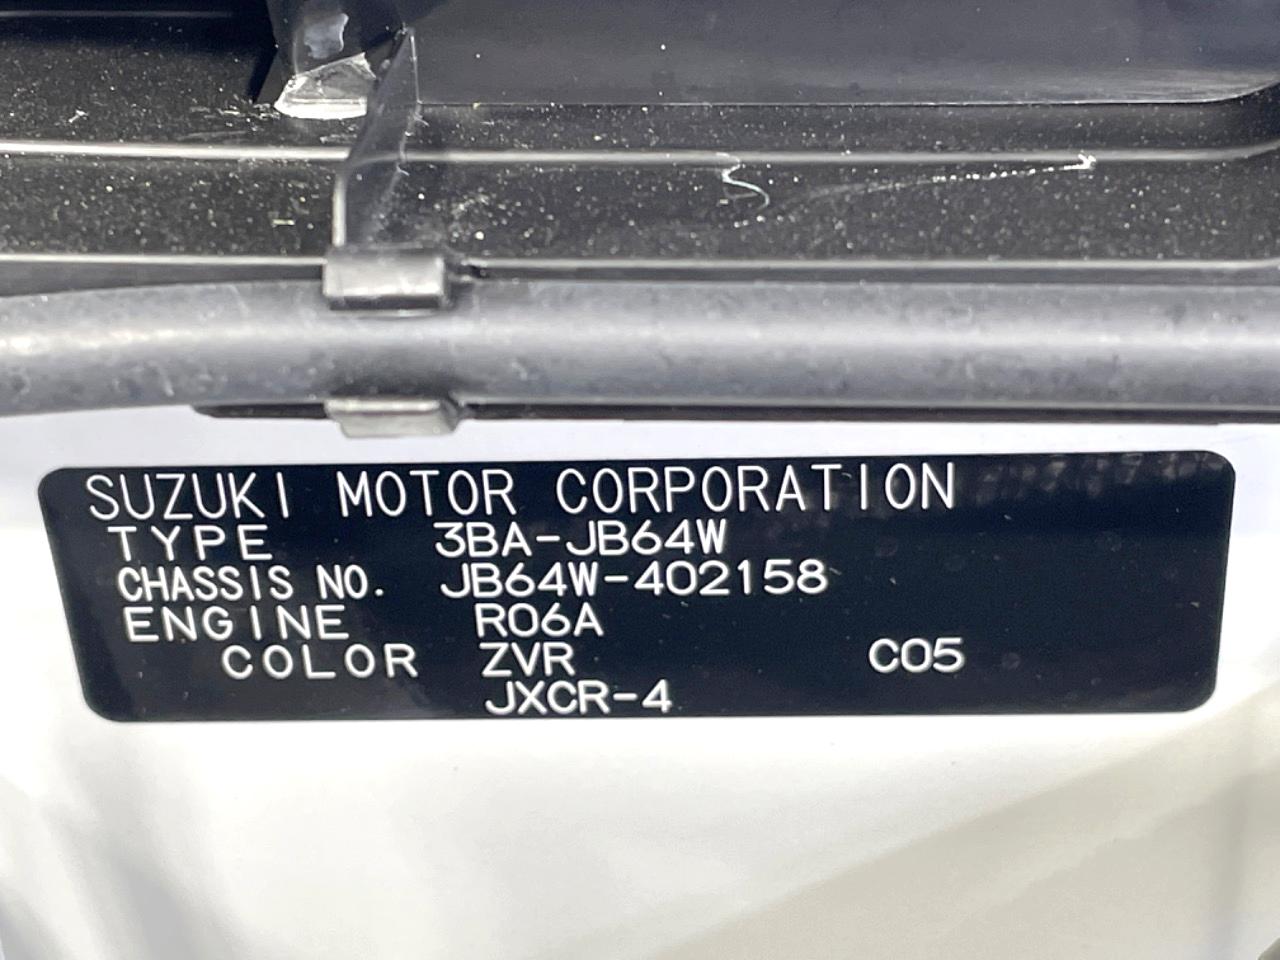 SUZUKI MOTOR CORPORATION
TYPE 3BA-JB64W
CHASSIS NO. JB64W-402158
ENGINE R06A
COLOR ZVR C05
JXCR-4